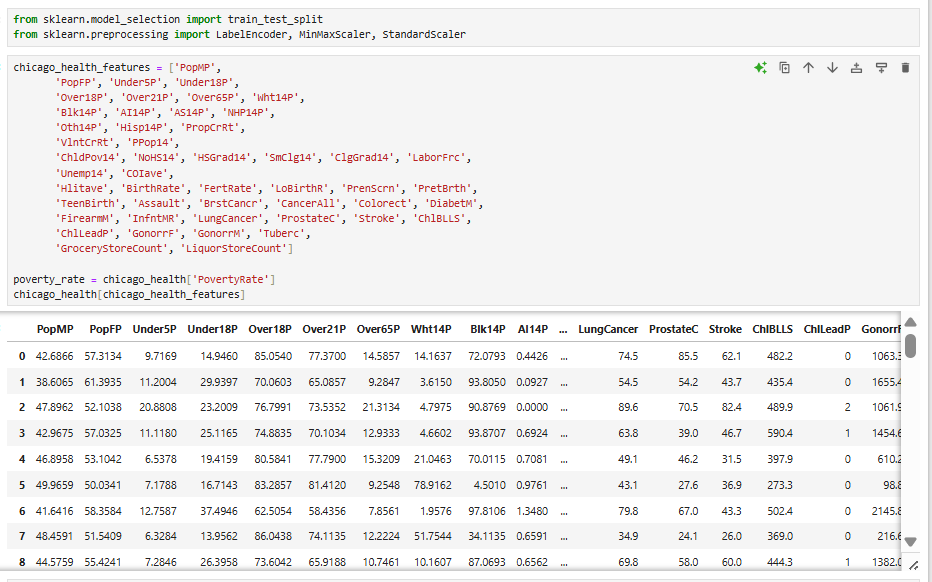 from sklearn.model_selection import train_test_split
from sklearn.preprocessing import LabelEncoder, MinMaxScaler, StandardScaler
chicago_health_features = ['PopMP',
'PopFP', 'Under5P', 'Under18P',
'Over18P', 'Over21P', 'Over65P', 'Wht14P',
'Blk14P', 'AI14P', 'AS14P', 'NHP14P',
'Oth14P', 'Hisp14P', 'PropCrRt',
'VlntCrRt', 'PPop14',
'ChldPov14', 'NoHS14', 'HSGrad14', 'SmClg14', 'ClgGrad14', 'LaborFrc',
'Unemp14', 'COIave',
'Hlitave', 'BirthRate', 'FertRate', 'LoBirthR', 'PrenScrn', 'PretBrth',
'TeenBirth', 'Assault', 'BrstCancr', 'CancerAll', 'Colorect', 'DiabetM',
'FirearmM', 'InfntMR', 'LungCancer', 'ProstateC', 'Stroke', 'ChlBLLS',
'ChlLeadP', 'GonorrF', 'GonorrM', 'Tuberc',
'GroceryStoreCount', 'LiquorStoreCount']
poverty_rate = chicago_health['PovertyRate']
chicago_health[chicago_health_features]
PopMP PopFP Under5P Under18P Over18P Over21P Over65P Wht14P Blk14P AI14P ... LungCancer ProstateC Stroke ChlBLLS ChlLeadP GonorrF
0 42.6866 57.3134 9.7169 14.9460 85.0540 77.3700 14.5857 14.1637 72.0793 0.4426 ... 74.5 85.5 62.1 482.2 0 1063.3
1 38.6065 61.3935 11.2004 29.9397 70.0603 65.0857 9.2847 3.6150 93.8050 0.0927 ... 54.5 54.2 43.7 435.4 0 1655.4
2 47.8962 52.1038 20.8808 23.2009 76.7991 73.5352 21.3134 4.7975 90.8769 0.0000 ... 89.6 70.5 82.4 489.9 2 1061.9
3 42.9675 57.0325 11.1180 25.1165 74.8835 70.1034 12.9333 4.6602 93.8707 0.6924 ... 63.8 39.0 46.7 590.4 1 1454.6
4 46.8958 53.1042 6.5378 19.4159 80.5841 77.7900 15.3209 21.0463 70.0115 0.7081 ... 49.1 46.2 31.5 397.9 0 610.2
5 49.9659 50.0341 7.1788 16.7143 83.2857 81.4120 9.2548 78.9162 4.5010 0.9761 ... 43.1 27.6 36.9 273.3 0 98.8
6 41.6416 58.3584 12.7587 37.4946 62.5054 58.4356 7.8561 1.9576 97.8106 1.3480 ... 79.8 67.0 43.3 502.4 0 2145.8
7 48.4591 51.5409 6.3284 13.9562 86.0438 74.1135 12.2224 51.7544 34.1135 0.6591 ... 34.9 24.1 26.0 369.0 0 216.6
8 44.5759 55.4241 7.2846 26.3958 73.6042 65.9188 10.7461 10.1607 87.0693 0.6562 ... 69.8 58.0 60.0 444.3 1 1382.0